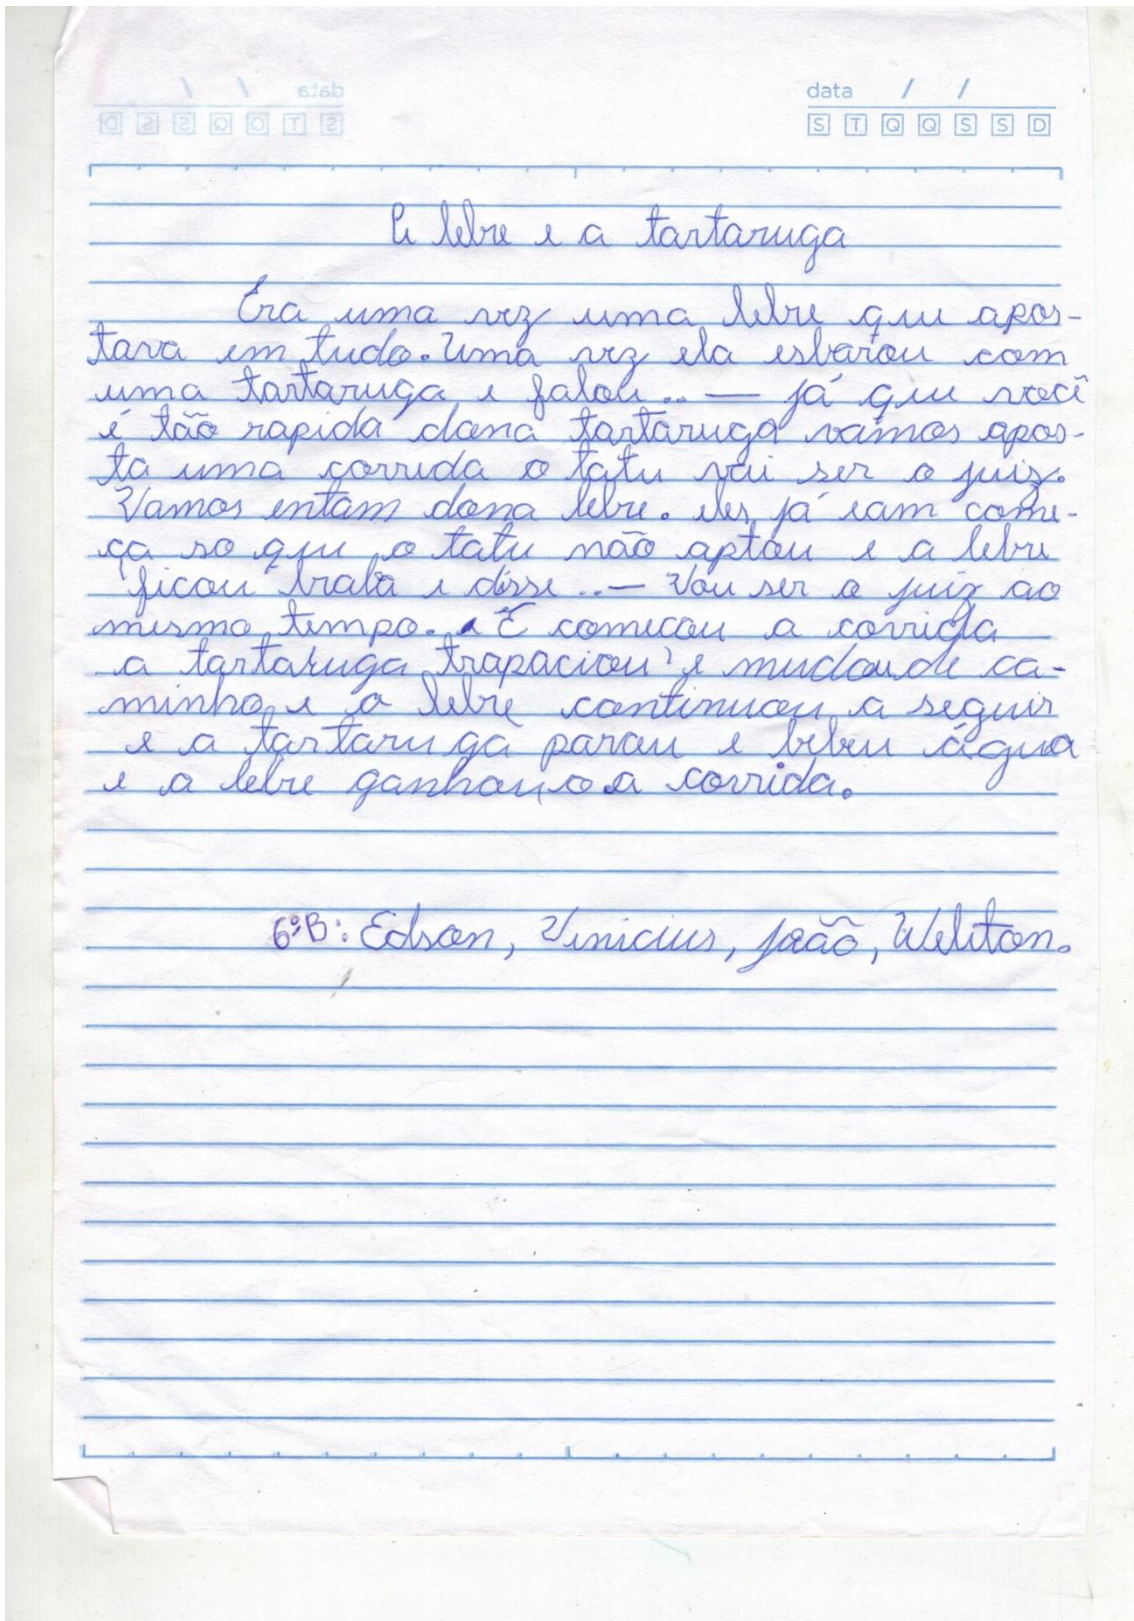 data / /
S T Q Q S S D
A lebre e a tartaruga
Era uma vez uma lebre que apos-
tava em tudo. Uma vez ela esbarou com
uma tartaruga e falou .. — já que você
é tão rapida dona tartaruga vamos apos-
ta uma corrida o tatu vai ser o juiz.
Vamos entam dona lebre. eles já iam come-
ça so que o tatu não aptou e a lebre
ficou braba e disse .. — Vou ser o juiz ao
mesmo tempo. E comecou a corrida
a tartaruga trapaciou e mudou de ca-
minho e a lebre continuou a seguir
e a tartaruga parou e bebeu água
e a lebre ganhou a corrida.
6ºB: Edson, Vinicius, João, Weliton.